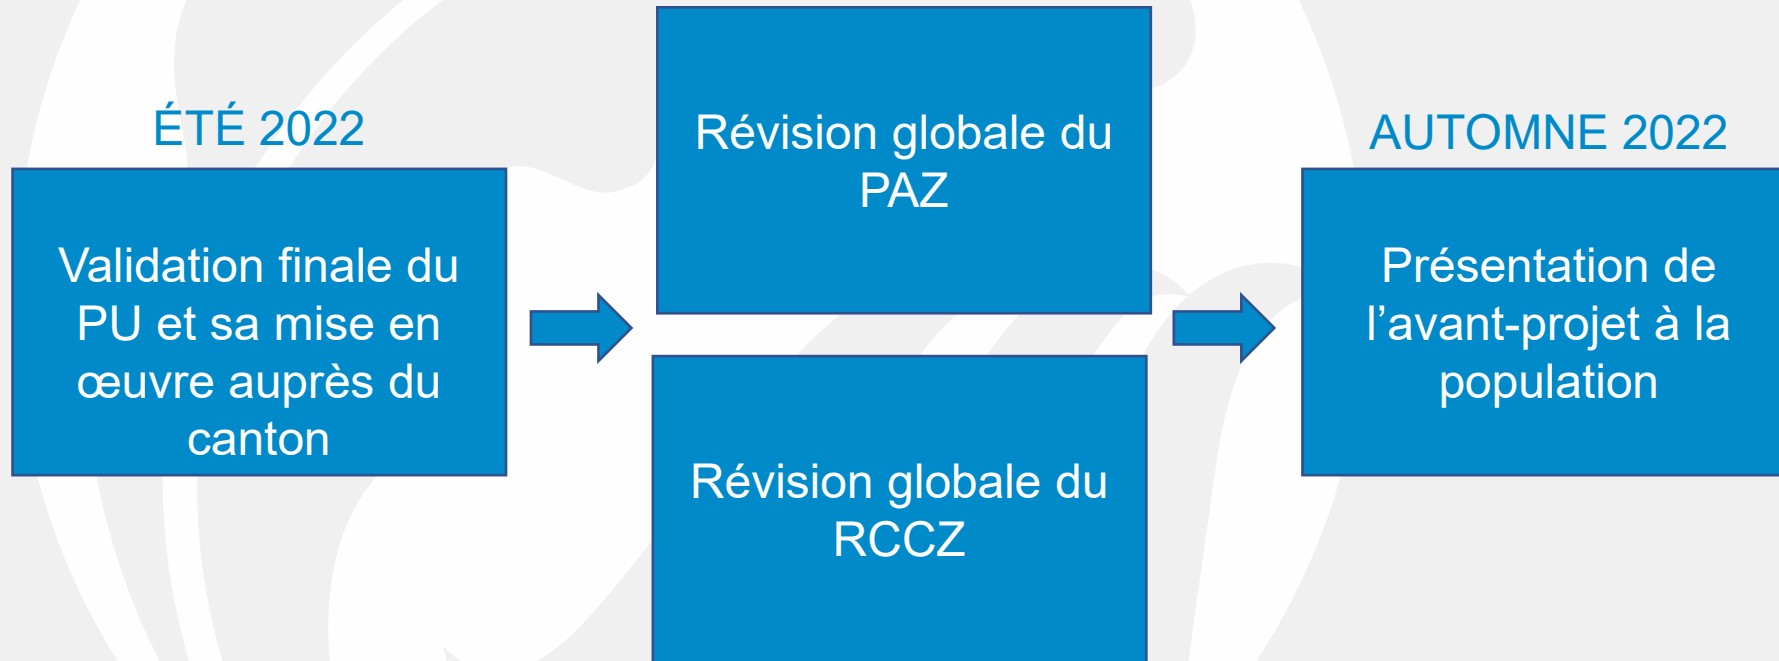 ÉTÉ 2022
Validation finale du
PU et sa mise en
œuvre auprès du
canton
Révision globale du
PAZ
Révision globale du
RCCZ
AUTOMNE 2022
Présentation de
l’avant-projet à la
population